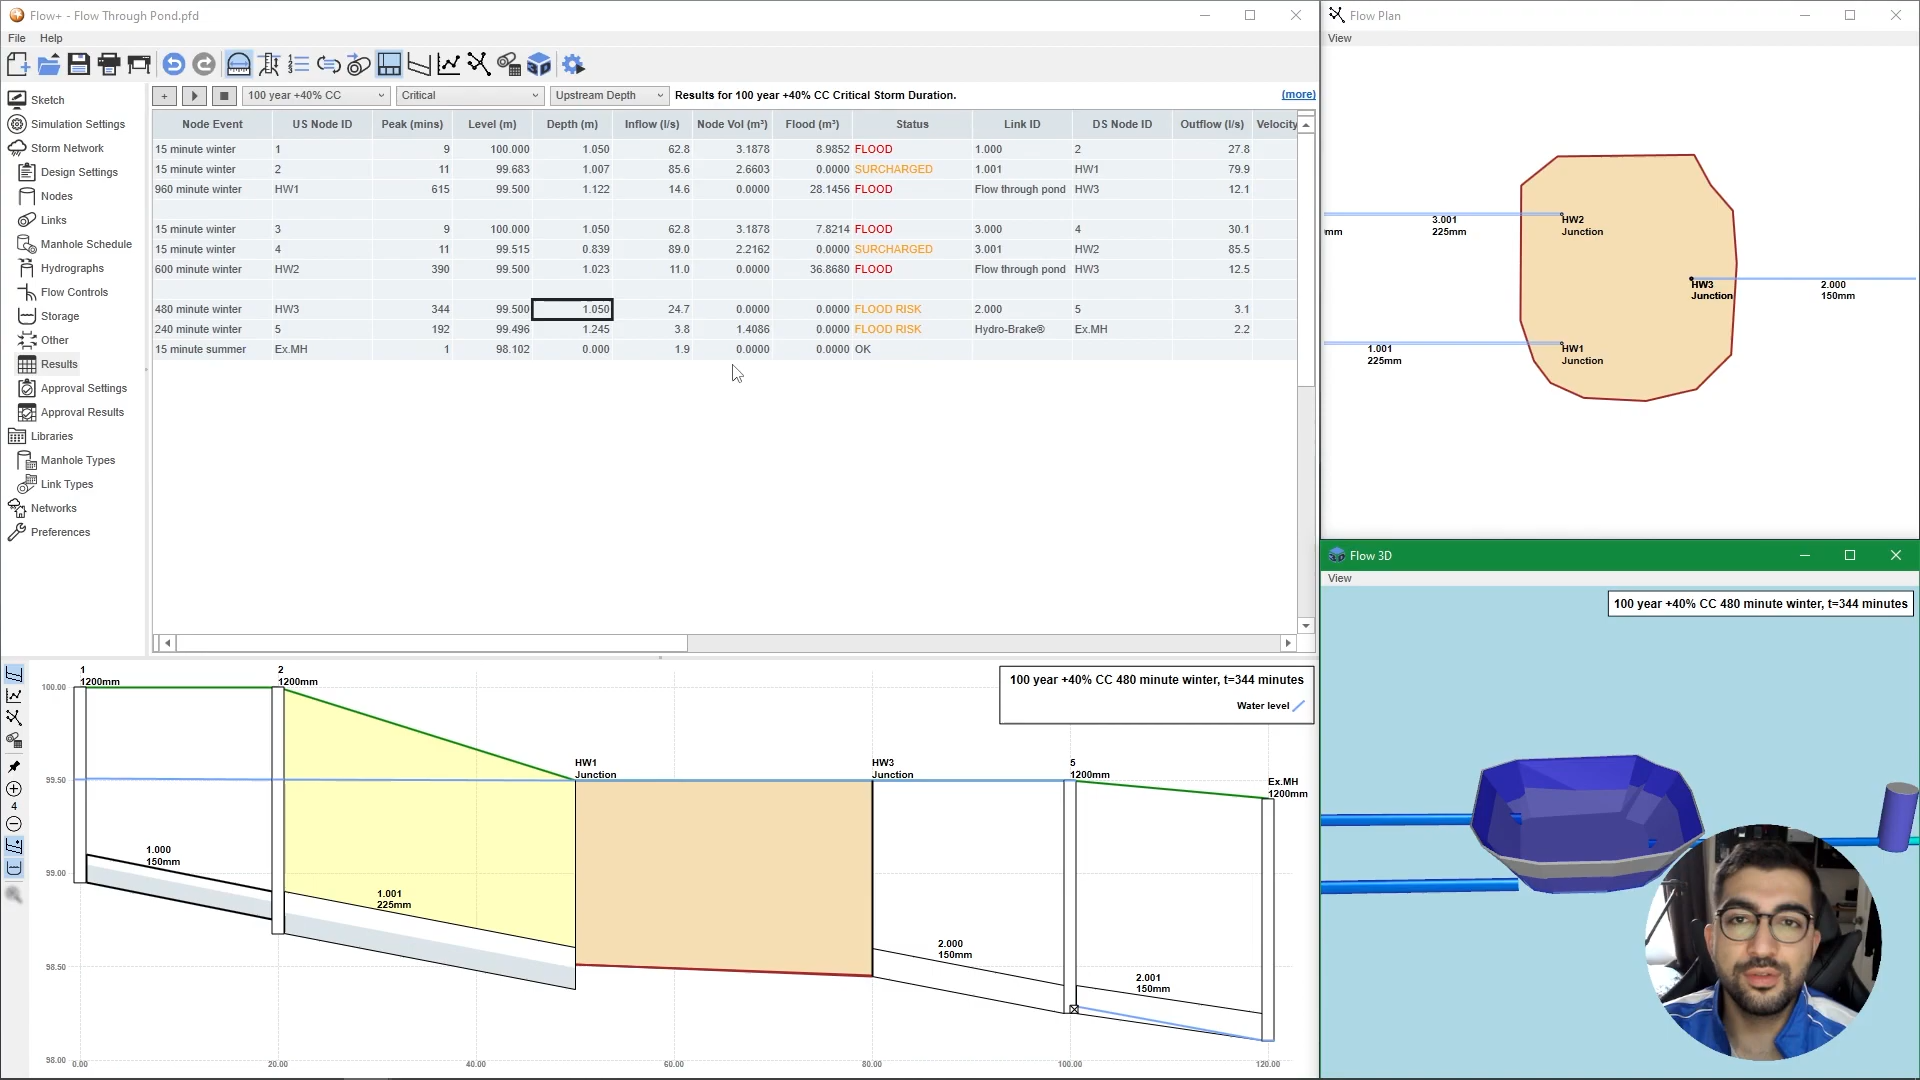 Flow+ - Flow Through Pond.pfd
File Help
100 year +40% CC Critical Upstream Depth Results for 100 year +40% CC Critical Storm Duration. (more)
Sketch
Simulation Settings
Storm Network
Design Settings
Nodes
Links
Manhole Schedule
Hydrographs
Flow Controls
Storage
Other
Results
Approval Settings
Approval Results
Libraries
Manhole Types
Link Types
Networks
Preferences
Node Event US Node ID Peak (mins) Level (m) Depth (m) Inflow (l/s) Node Vol (m³) Flood (m³) Status Link ID DS Node ID Outflow (l/s) Velocity
15 minute winter 1 9 100.000 1.050 62.8 3.1878 8.9852 FLOOD 1.000 2 27.8
15 minute winter 2 11 99.683 1.007 85.6 2.6603 0.0000 SURCHARGED 1.001 HW1 79.9
960 minute winter HW1 615 99.500 1.122 14.6 0.0000 28.1456 FLOOD Flow through pond HW3 12.1
15 minute winter 3 9 100.000 1.050 62.8 3.1878 7.8214 FLOOD 3.000 4 30.1
15 minute winter 4 11 99.515 0.839 89.0 2.2162 0.0000 SURCHARGED 3.001 HW2 85.5
600 minute winter HW2 390 99.500 1.023 11.0 0.0000 36.8680 FLOOD Flow through pond HW3 12.5
480 minute winter HW3 344 99.500 1.050 24.7 0.0000 0.0000 FLOOD RISK 2.000 5 3.1
240 minute winter 5 192 99.496 1.245 3.8 1.4086 0.0000 FLOOD RISK Hydro-Brake® Ex.MH 2.2
15 minute summer Ex.MH 1 98.102 0.000 1.9 0.0000 0.0000 OK
4
100 year +40% CC 480 minute winter, t=344 minutes
Water level
1
1200mm
2
1200mm
HW1
Junction
HW3
Junction
5
1200mm
Ex.MH
1200mm
1.000
150mm
1.001
225mm
2.000
150mm
2.001
150mm
100.00
99.50
99.00
98.50
98.00
0.00 20.00 40.00 60.00 80.00 100.00 120.00
Flow Plan
View
3.001
225mm
mm
HW2
Junction
HW3
Junction
2.000
150mm
1.001
225mm
HW1
Junction
Flow 3D
View
100 year +40% CC 480 minute winter, t=344 minutes